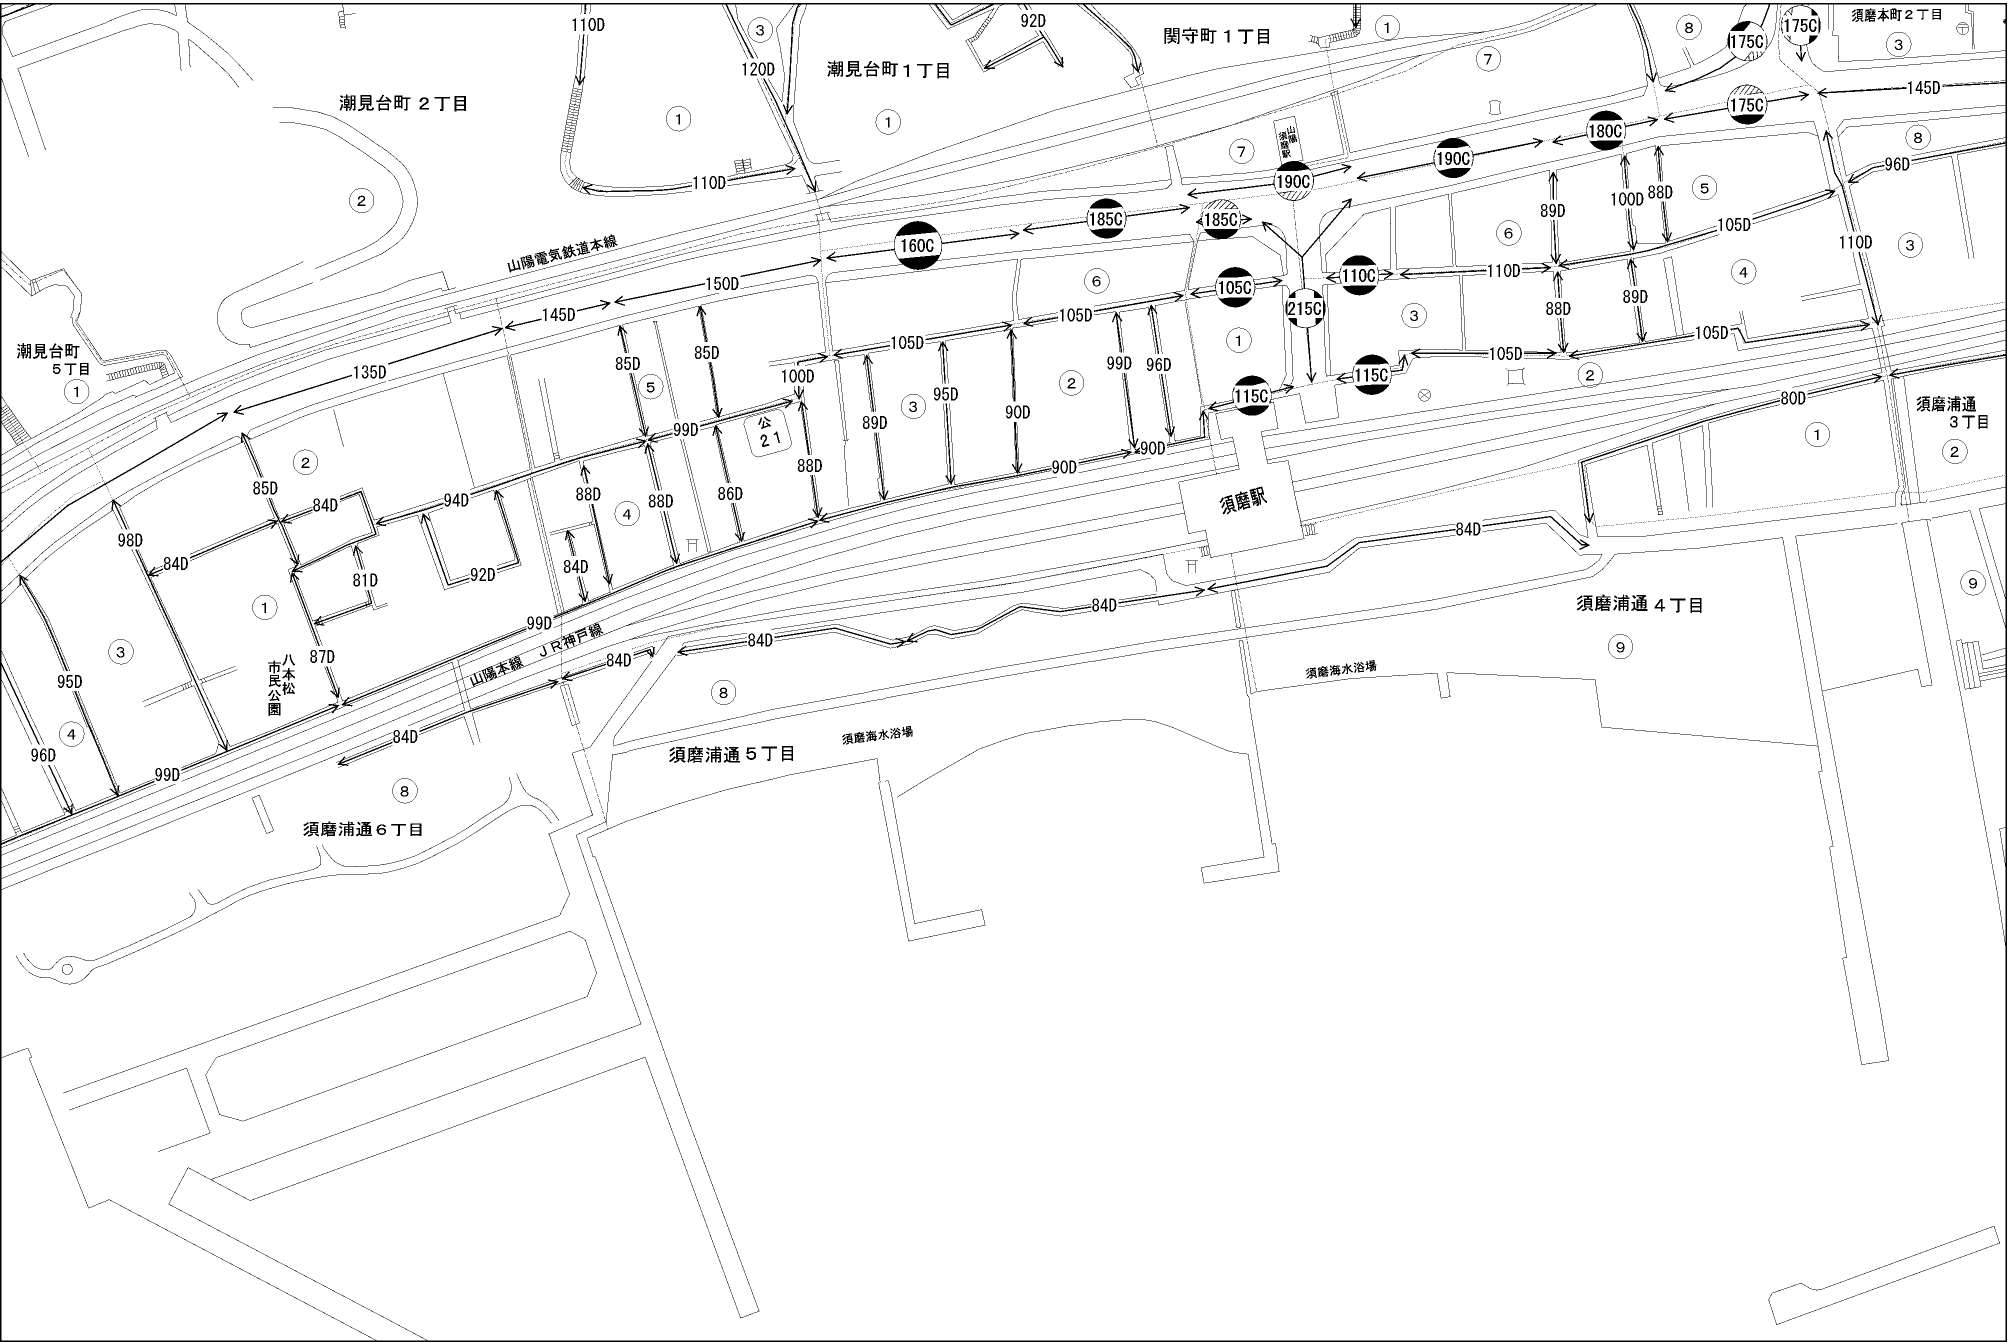 110D
92D
③
120D
関守町1丁目
①
⑧
175C
175C
須磨本町2丁目
③
潮見台町1丁目
⑦
145D
潮見台町2丁目
①
①
175C
180C
⑧
山陽
須磨駅
⑦
190C
96D
110D
190C
②
100D
88D
⑤
89D
185C
185C
105D
⑥
110D
③
山陽電気鉄道本線
160C
④
110C
110D
150D
⑥
105C
88D
89D
145D
105D
215C
③
潮見台町
5丁目
①
135D
85D
85D
105D
①
99D
96D
105D
105D
100D
②
115C
②
⑤
③
95D
90D
115C
80D
須磨浦通
3丁目
②
99D
公
21
89D
①
②
85D
88D
90D
90D
84D
94D
88D
④
88D
86D
須磨駅
98D
84D
81D
92D
84D
84D
⑨
①
84D
須磨浦通4丁目
99D
84D
⑨
③
87D
八本松
市民公園
山陽本線 JR神戸線
84D
95D
須磨海水浴場
⑧
④
96D
84D
須磨海水浴場
須磨浦通5丁目
99D
⑧
須磨浦通6丁目